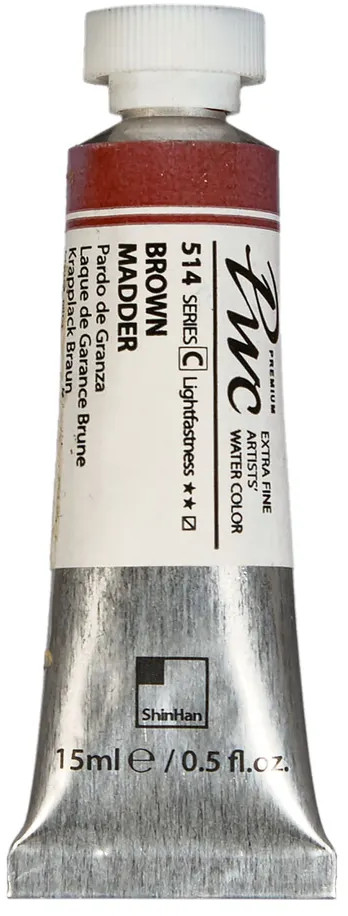 PWC
PREMIUM
EXTRA FINE
ARTISTS'
WATER COLOR
514 SERIES C Lightfastness ★★
BROWN
MADDER
Pardo de Granza
Laque de Garance Brune
Krapplack Braun
ShinHan
15ml ℮ / 0.5 fl.oz.